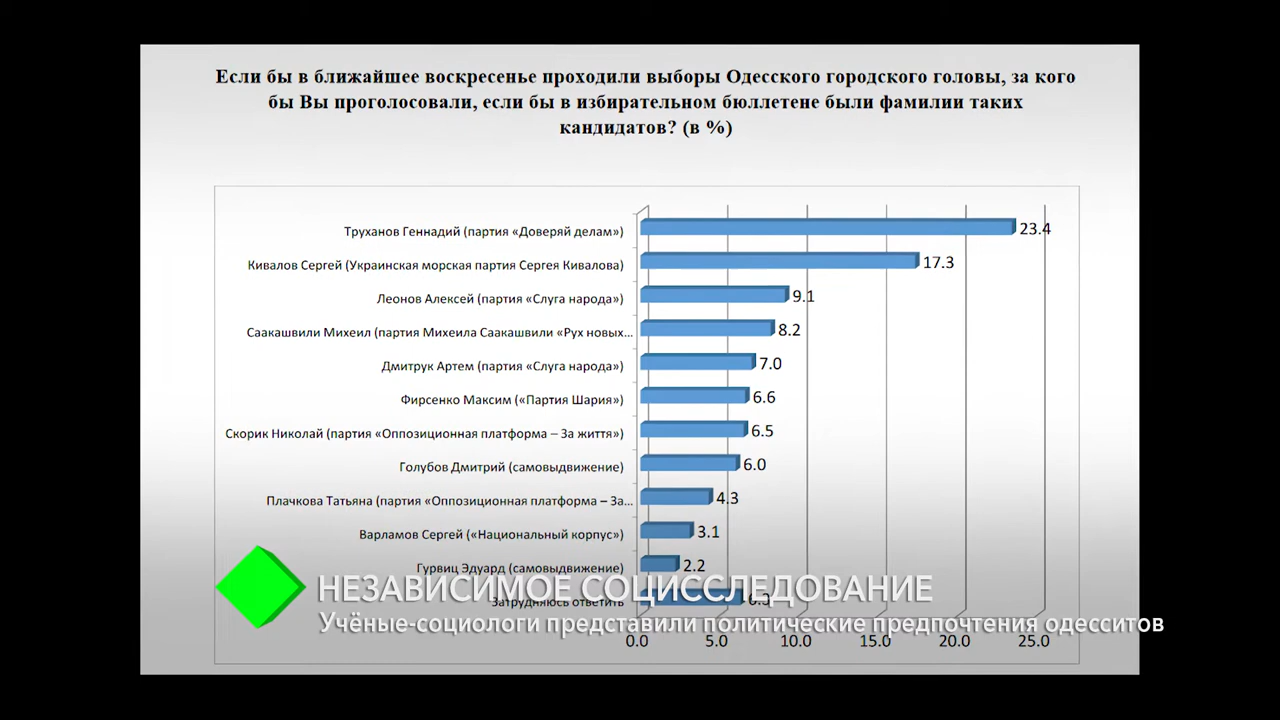 Если бы в ближайшее воскресенье проходили выборы Одесского городского головы, за кого
бы Вы проголосовали, если бы в избирательном бюллетене были фамилии таких
кандидатов? (в %)
Труханов Геннадий (партия «Доверяй делам») 23.4
Кивалов Сергей (Украинская морская партия Сергея Кивалова) 17.3
Леонов Алексей (партия «Слуга народа») 9.1
Саакашвили Михеил (партия Михеила Саакашвили «Рух новых... 8.2
Дмитрук Артем (партия «Слуга народа») 7.0
Фирсенко Максим («Партия Шария») 6.6
Скорик Николай (партия «Оппозиционная платформа – За життя») 6.5
Голубов Дмитрий (самовыдвижение) 6.0
Плачкова Татьяна (партия «Оппозиционная платформа – За... 4.3
Варламов Сергей («Национальный корпус») 3.1
Гурвиц Эдуард (самовыдвижение) 2.2
НЕЗАВИСИМОЕ СОЦИССЛЕДОВАНИЕ
Затрудняюсь ответить
Учёные-социологи представили политические предпочтения одесситов
0.0 5.0 10.0 15.0 20.0 25.0